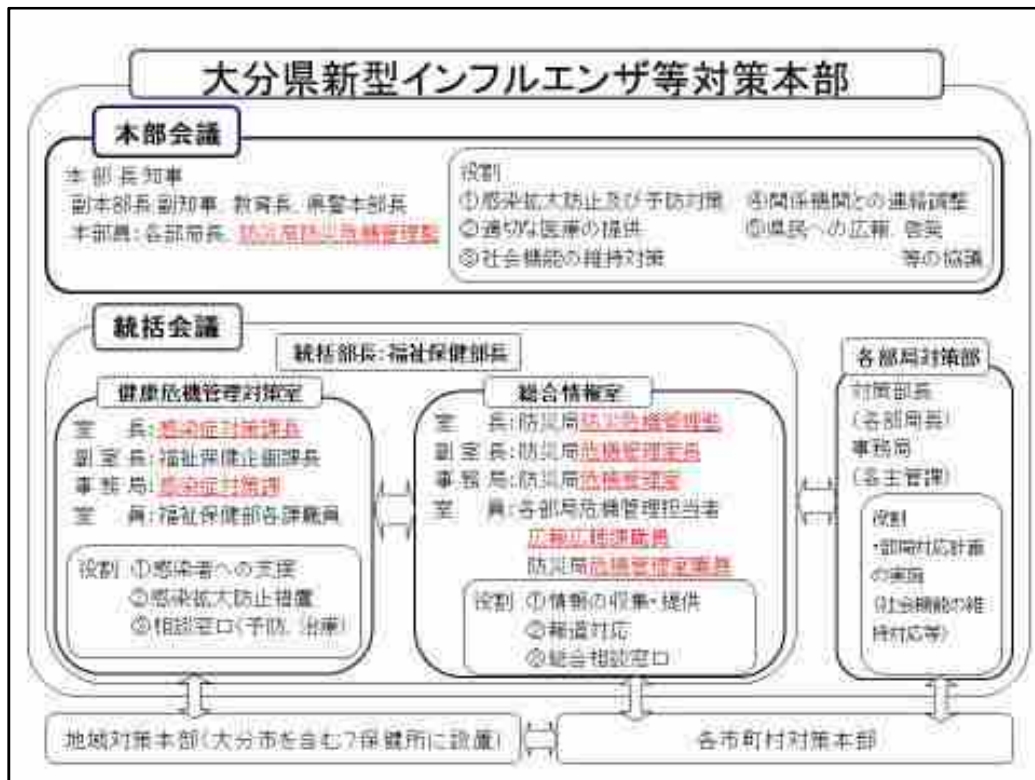 大分県新型インフルエンザ等対策本部
本部会議
本部長 知事
副本部長 副知事、教育長、県警本部長
本部員:各部局長、防災局防災危機管理監
役割
①感染拡大防止及び予防対策
②適切な医療の提供
③社会機能の維持対策
④関係機関との連絡調整
⑤県民への広報、啓発
等の協議
統括会議
統括部長:福祉保健部長
健康危機管理対策室
室 長:感染症対策課長
副室長:福祉保健企画課長
事務局:感染症対策課
室 員:福祉保健部各課職員
役割 ①感染者への支援
②感染拡大防止措置
③相談窓口(予防、治療)
総合情報室
室 長:防災局防災危機管理監
副室長:防災局危機管理室長
事務局:防災局危機管理室
室 員:各部局危機管理担当者
広報広聴課職員
防災局危機管理室職員
役割 ①情報の収集・提供
②報道対応
③総合相談窓口
各部局対策部
対策部長
(各部局長)
事務局
(各主管課)
役割
・部局対応計画
の実施
(社会機能の維
持対応等)
地域対策本部(大分市を含む7保健所に設置)
各市町村対策本部